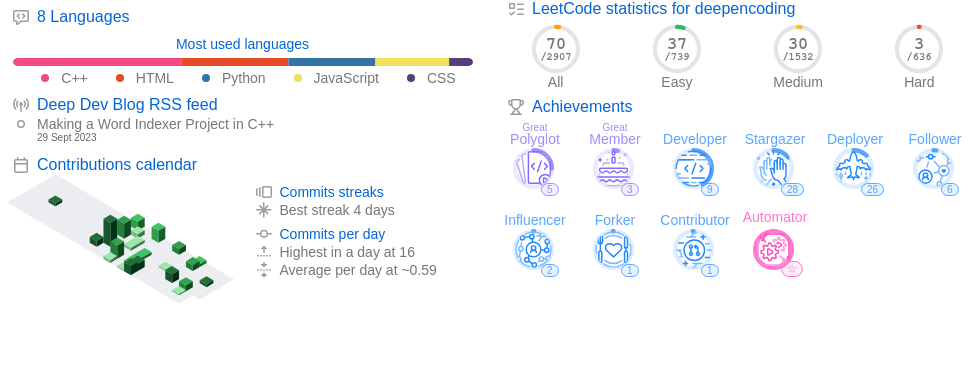 8 Languages
Most used languages
C++ HTML Python JavaScript CSS
Deep Dev Blog RSS feed
Making a Word Indexer Project in C++
29 Sept 2023
Contributions calendar
Commits streaks
Best streak 4 days
Commits per day
Highest in a day at 16
Average per day at ~0.59
LeetCode statistics for deepencoding
70 37 30 3
/2907 /739 /1532 /636
All Easy Medium Hard
Achievements
Great Great
Polyglot Member Developer Stargazer Deployer Follower
5 3 9 28 26 6
Influencer Forker Contributor Automator
2 1 1 ☆